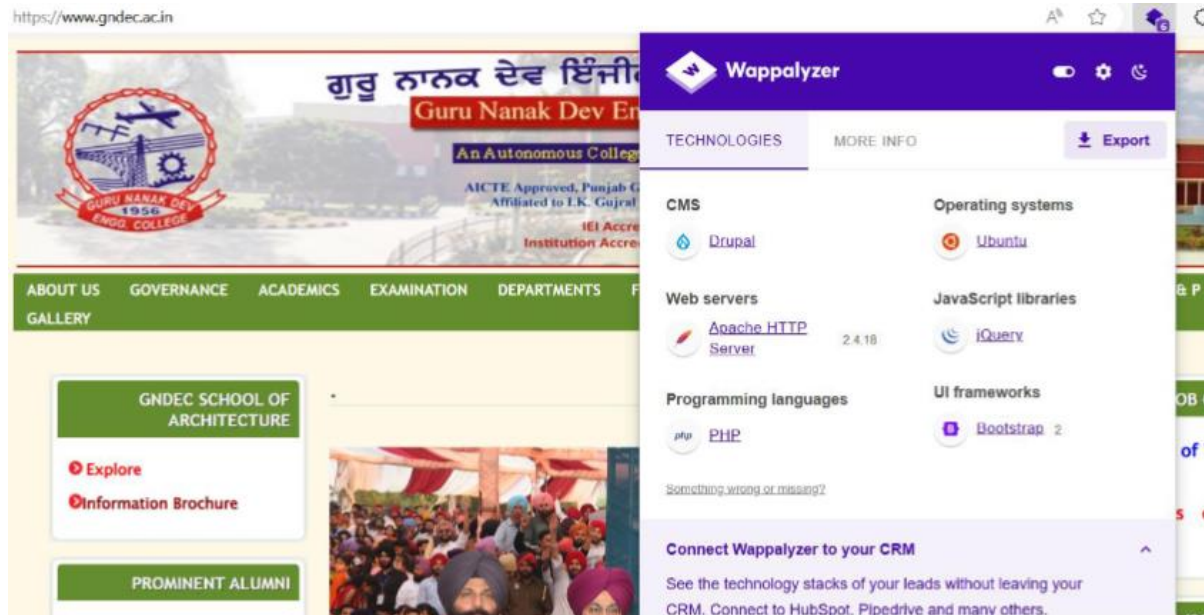 https://www.gndec.ac.in
ਗੁਰੂ ਨਾਨਕ ਦੇਵ
Guru Nanak Dev En
An Autonomous Colleg
AICTE Approved, Punjab G
Affiliated to I.K. Gujral
IEI Accre
Institution Accre
GURU NANAK DEV
1956
ENGG. COLLEGE
ABOUT US GOVERNANCE ACADEMICS EXAMINATION DEPARTMENTS F
& P
GALLERY
GNDEC SCHOOL OF
ARCHITECTURE
Explore
Information Brochure
PROMINENT ALUMNI
Wappalyzer
TECHNOLOGIES MORE INFO Export
CMS
Drupal
Operating systems
Ubuntu
Web servers
Apache HTTP
Server 2.4.18
JavaScript libraries
jQuery
Programming languages
PHP
UI frameworks
Bootstrap 2
Something wrong or missing?
Connect Wappalyzer to your CRM
See the technology stacks of your leads without leaving your
CRM. Connect to HubSpot, Pipedrive and many others.
OB
of